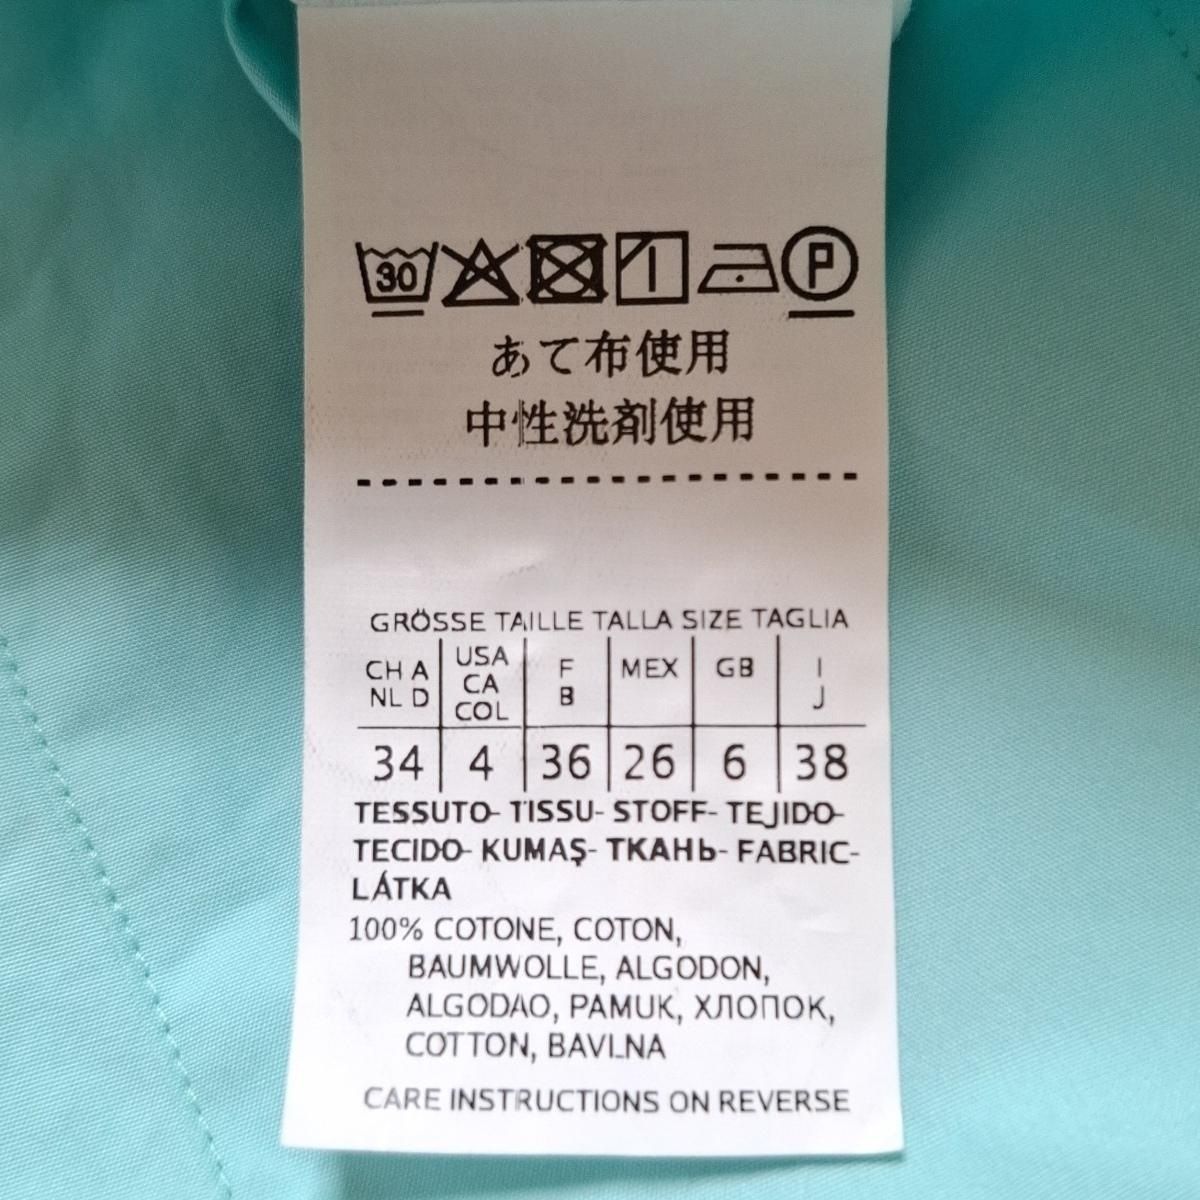 30 P
あて布使用
中性洗剤使用
GRÖSSE TAILLE TALLA SIZE TAGLIA
CH A NL D USA CA COL F B MEX GB I J
34 4 36 26 6 38
TESSUTO- TISSU- STOFF- TEJIDO-
TECIDO- KUMAŞ- ТКАНЬ- FABRIC-
LÁTKA
100% COTONE, COTON,
BAUMWOLLE, ALGODON,
ALGODAO, PAMUK, ХЛОПОК,
COTTON, BAVLNA
CARE INSTRUCTIONS ON REVERSE